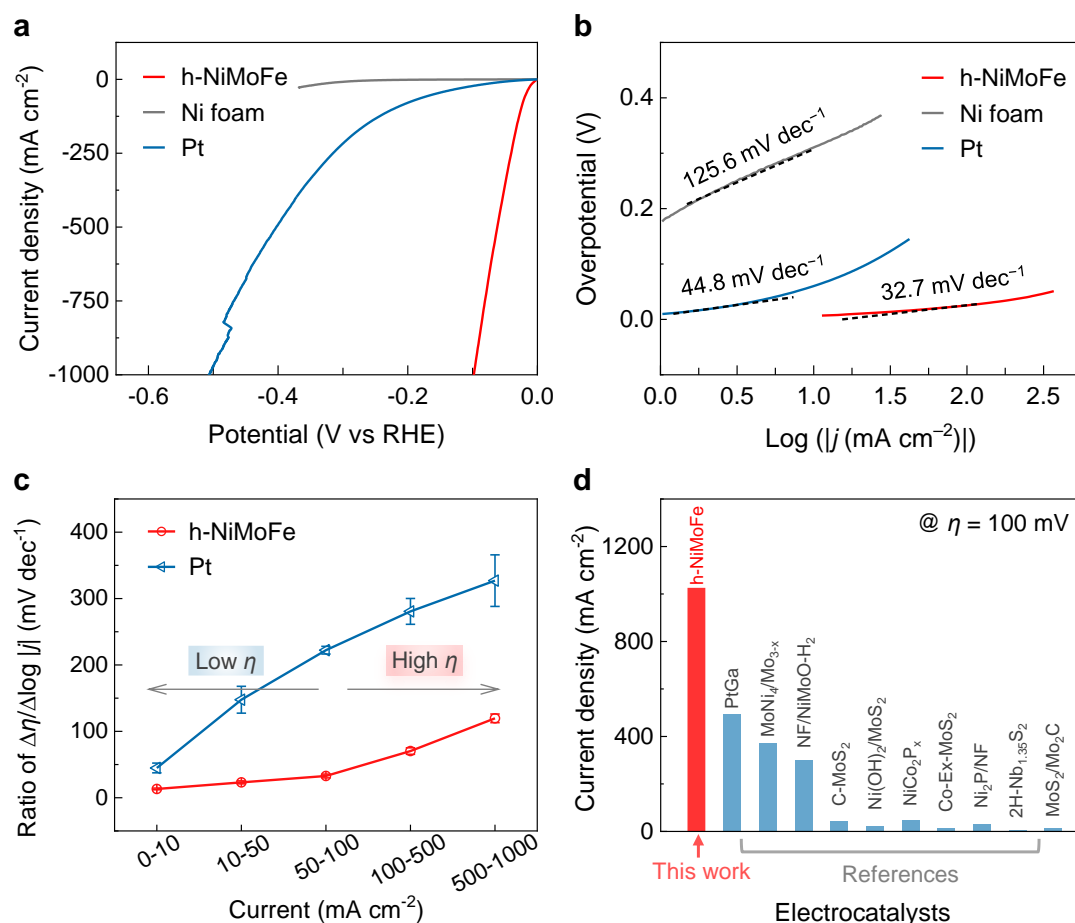 a
Current density (mA cm⁻²)
0
-250
-500
-750
-1000
h-NiMoFe
Ni foam
Pt
-0.6
-0.4
-0.2
0.0
Potential (V vs RHE)
b
Overpotential (V)
0.4
0.2
0.0
h-NiMoFe
Ni foam
Pt
125.6 mV dec⁻¹
44.8 mV dec⁻¹
32.7 mV dec⁻¹
0.0
0.5
1.0
1.5
2.0
2.5
Log (|j (mA cm⁻²)|)
c
Ratio of Δη/Δlog |j| (mV dec⁻¹)
400
300
200
100
0
h-NiMoFe
Pt
Low η
High η
0-10
10-50
50-100
100-500
500-1000
Current (mA cm⁻²)
d
Current density (mA cm⁻²)
1200
800
400
0
@ η = 100 mV
h-NiMoFe
PtGa
MoNi₄/Mo₃₋ₓ
NF/NiMoO-H₂
C-MoS₂
Ni(OH)₂/MoS₂
NiCo₂Pₓ
Co-Ex-MoS₂
Ni₂P/NF
2H-Nb₁.₃₅S₂
MoS₂/Mo₂C
This work
References
Electrocatalysts